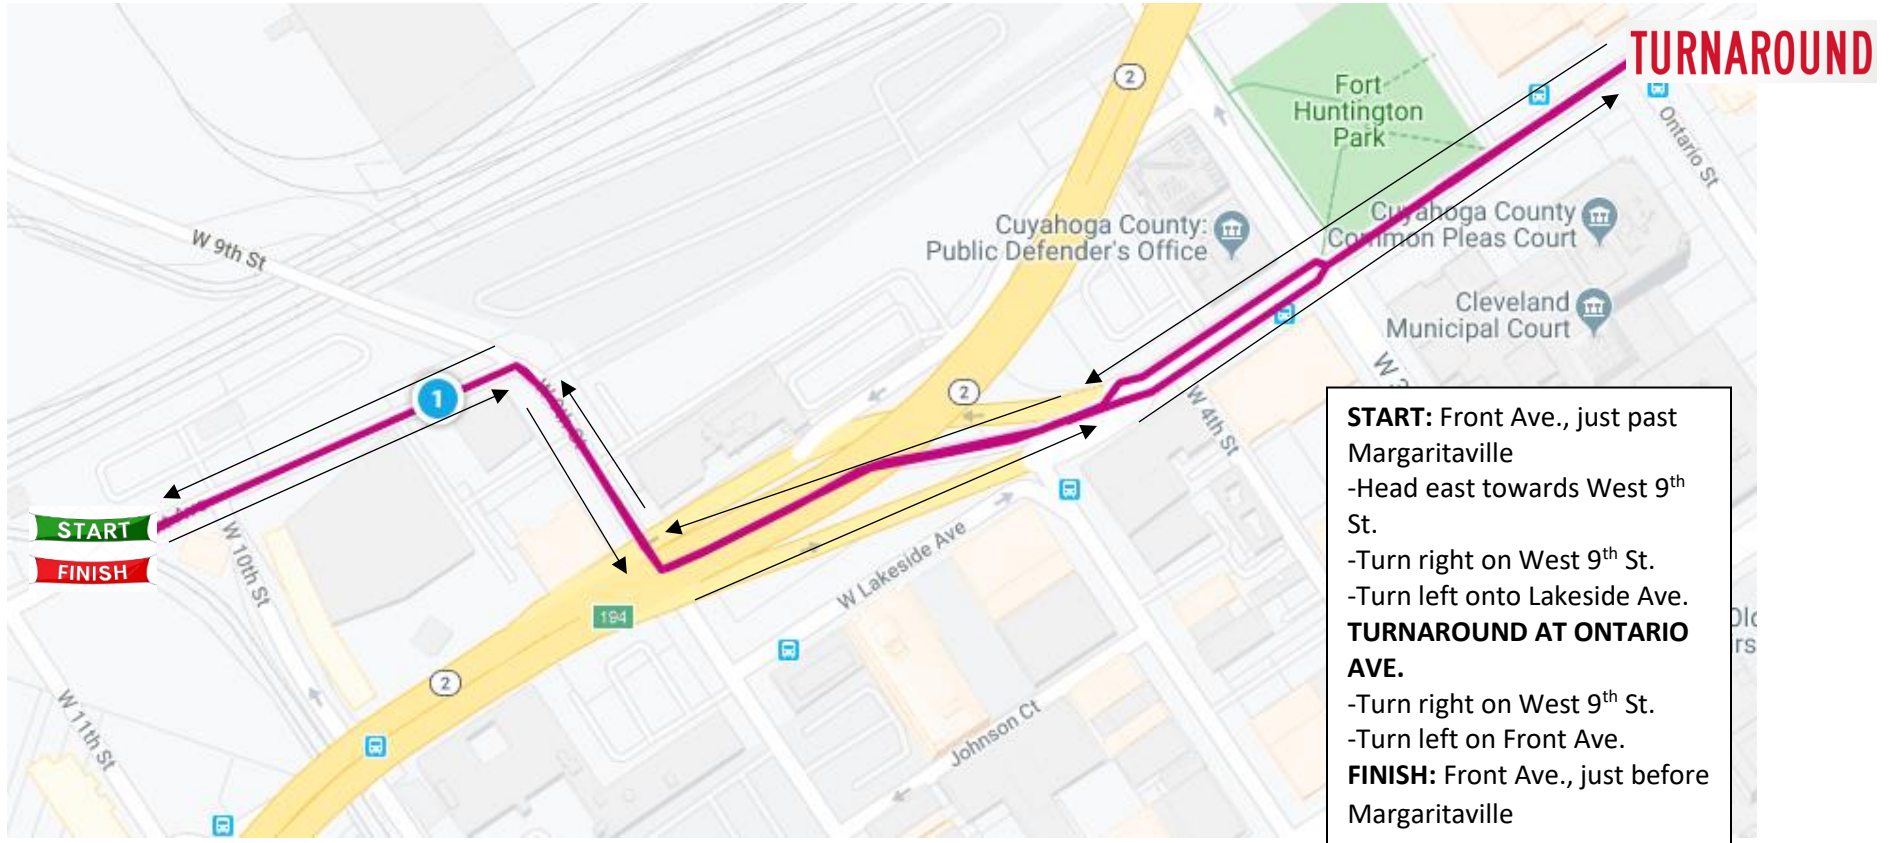 TURNAROUND
2
Fort
Huntington
Park
Ontario St
Cuyahoga County:
Public Defender's Office
Cuyahoga County
Common Pleas Court
W 9th St
Cleveland
Municipal Court
W 3
1
2
W 9th St
W 4th St
START
FINISH
W 10th St
W Lakeside Ave
194
2
W 11th St
Johnson Ct
START: Front Ave., just past
Margaritaville
-Head east towards West 9th
St.
-Turn right on West 9th St.
-Turn left onto Lakeside Ave.
TURNAROUND AT ONTARIO
AVE.
-Turn right on West 9th St.
-Turn left on Front Ave.
FINISH: Front Ave., just before
Margaritaville